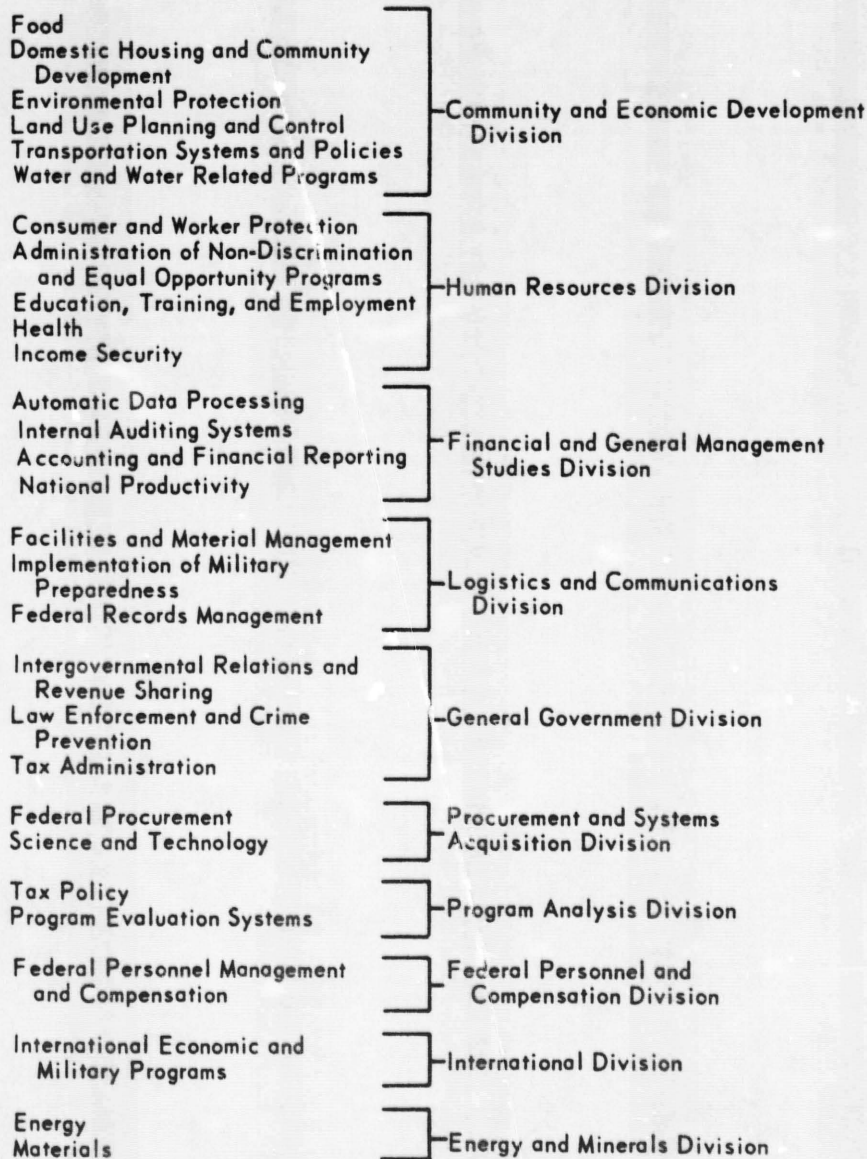 Food
Domestic Housing and Community
Development
Environmental Protection
Land Use Planning and Control
Transportation Systems and Policies
Water and Water Related Programs
Community and Economic Development
Division
Consumer and Worker Protection
Administration of Non-Discrimination
and Equal Opportunity Programs
Education, Training, and Employment
Health
Income Security
Human Resources Division
Automatic Data Processing
Internal Auditing Systems
Accounting and Financial Reporting
National Productivity
Financial and General Management
Studies Division
Facilities and Material Management
Implementation of Military
Preparedness
Federal Records Management
Logistics and Communications
Division
Intergovernmental Relations and
Revenue Sharing
Law Enforcement and Crime
Prevention
Tax Administration
General Government Division
Federal Procurement
Science and Technology
Procurement and Systems
Acquisition Division
Tax Policy
Program Evaluation Systems
Program Analysis Division
Federal Personnel Management
and Compensation
Federal Personnel and
Compensation Division
International Economic and
Military Programs
International Division
Energy
Materials
Energy and Minerals Division